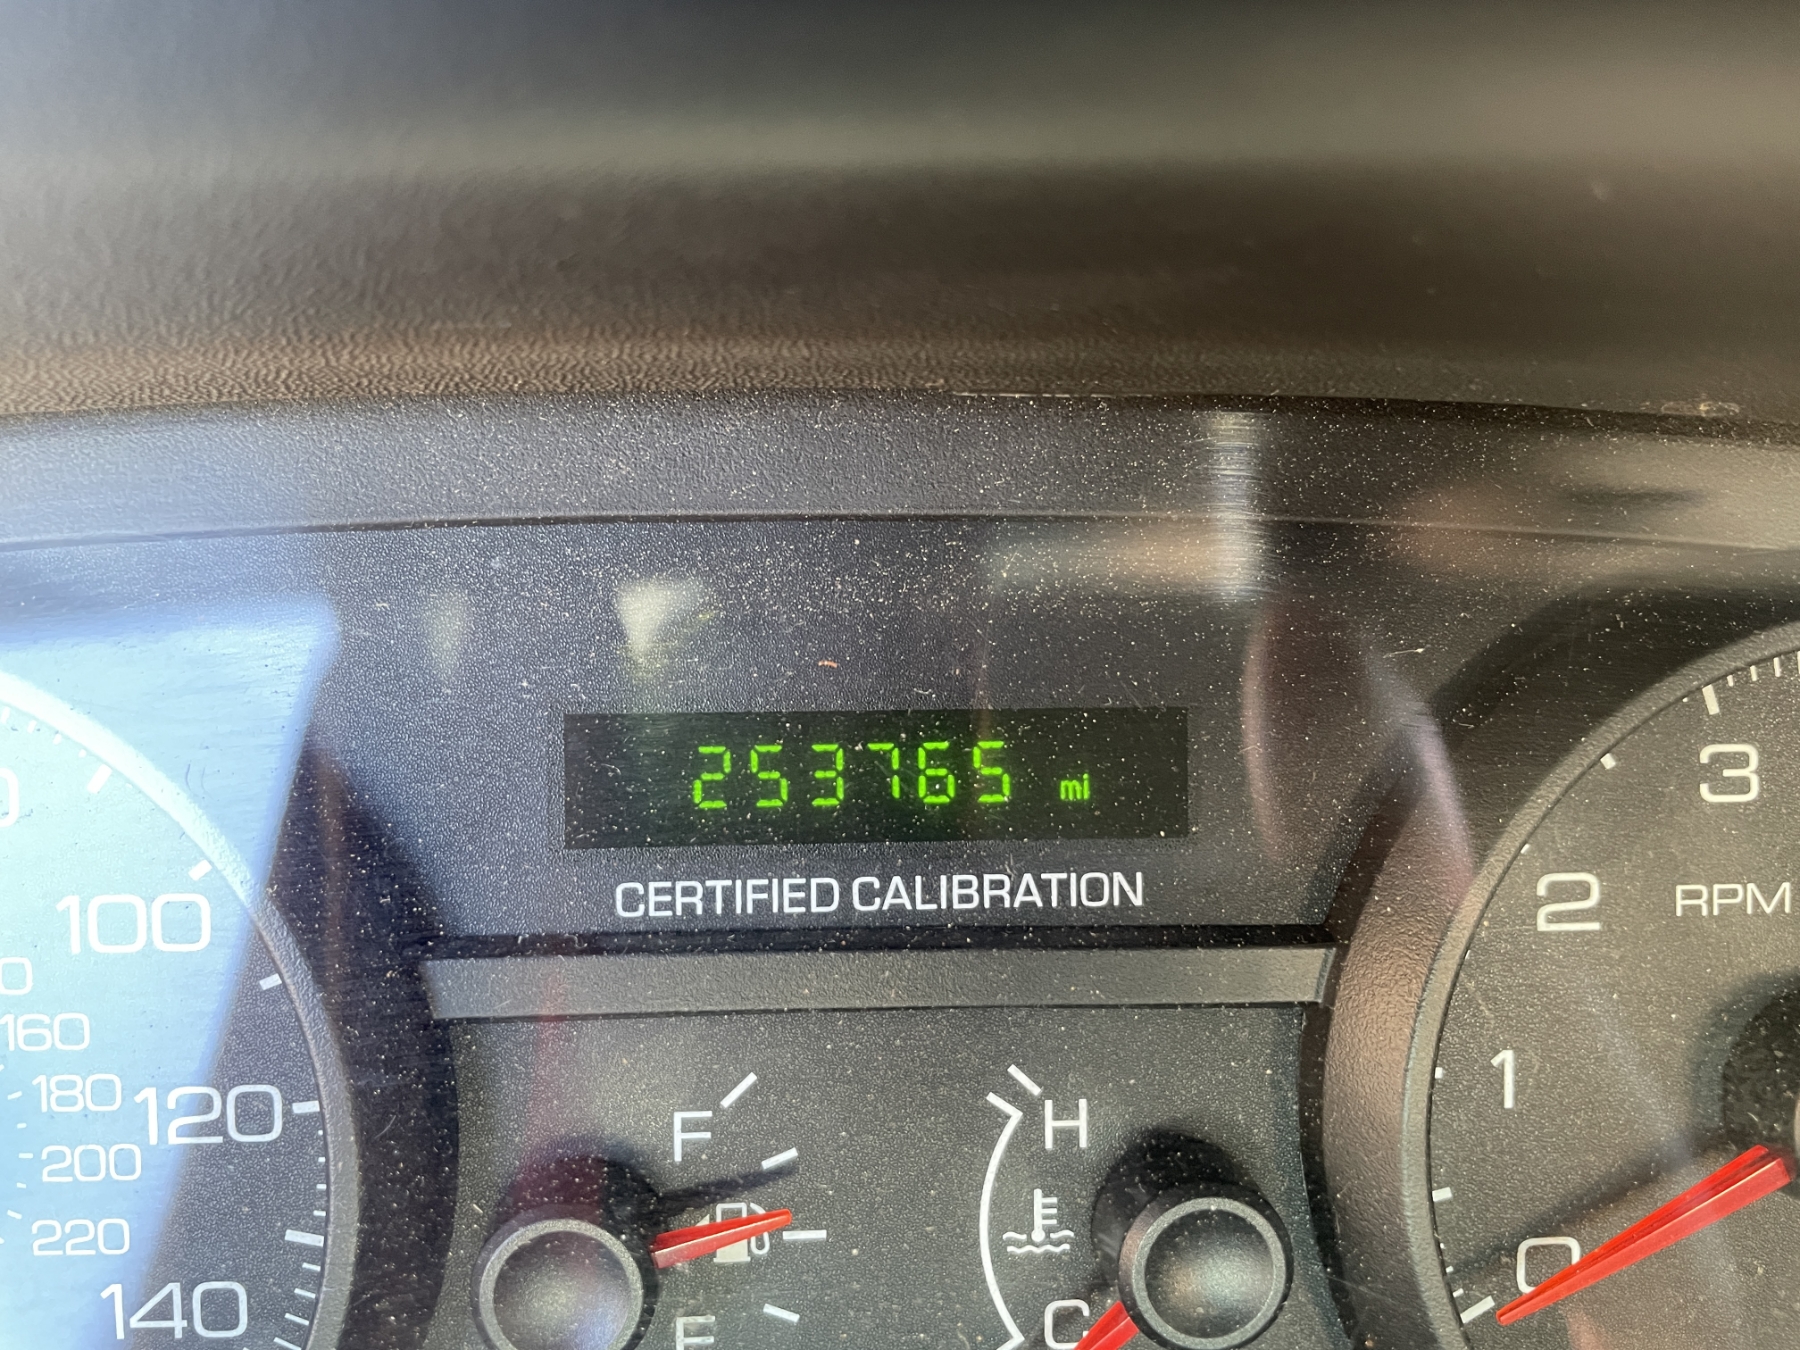 253765 mi
CERTIFIED CALIBRATION
3
2
RPM
100
1
160
180
120
F
H
200
220
0
140
E
C